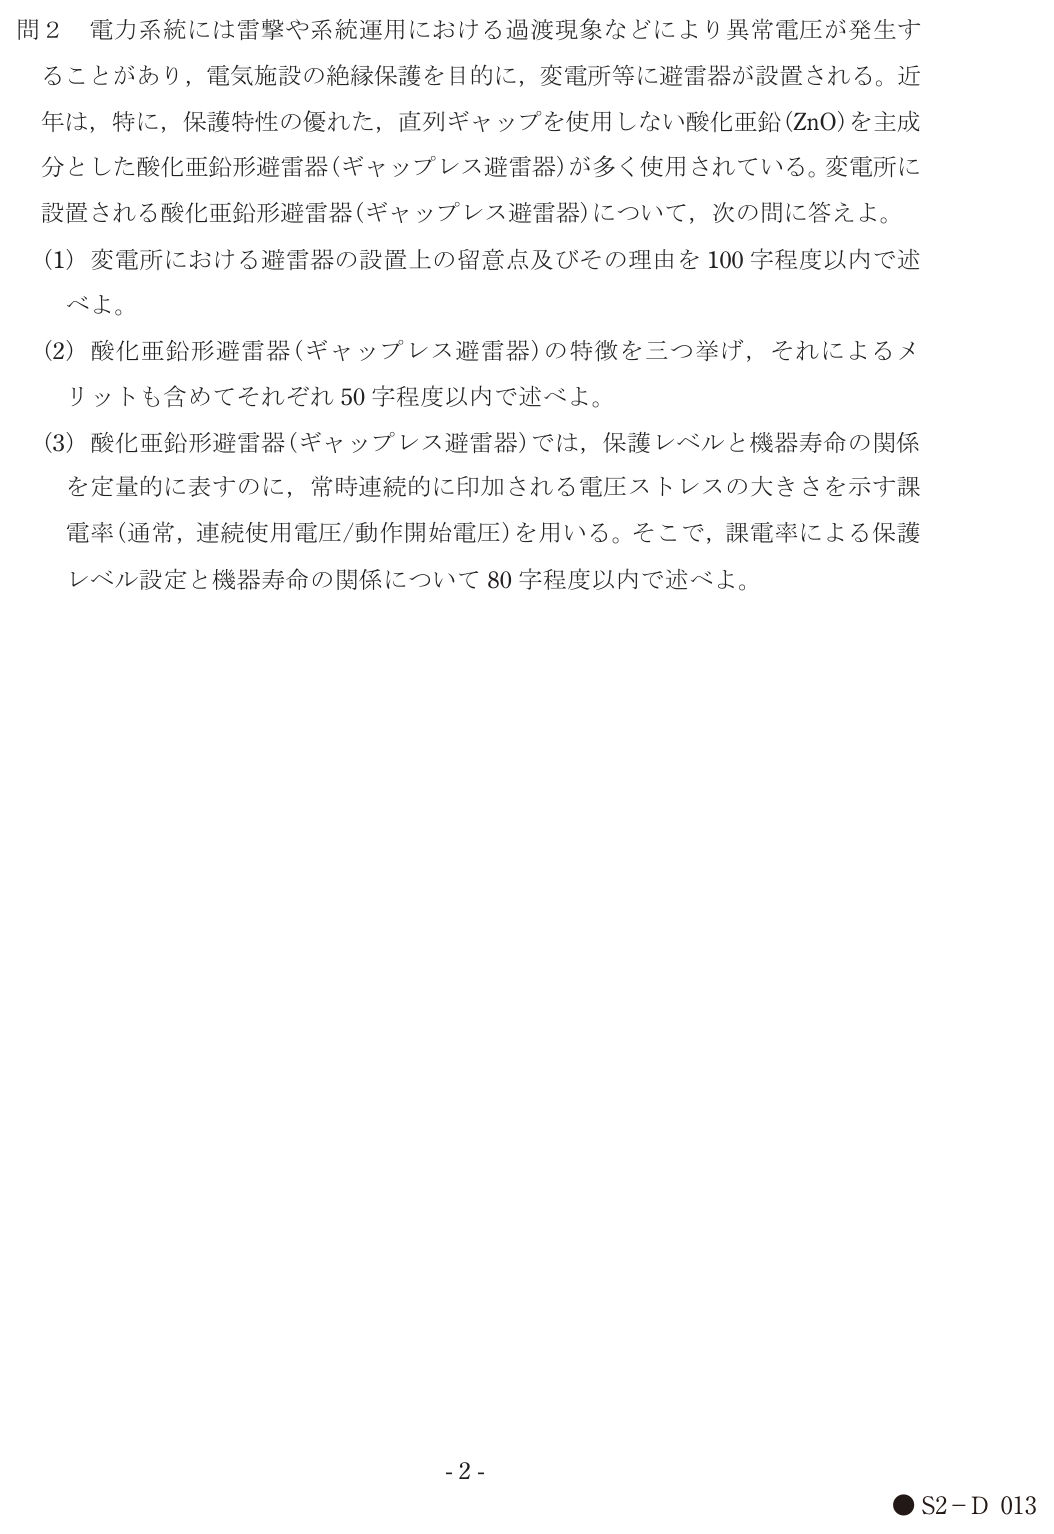 問２　電力系統には雷撃や系統運用における過渡現象などにより異常電圧が発生す
ることがあり，電気施設の絶縁保護を目的に，変電所等に避雷器が設置される。近
年は，特に，保護特性の優れた，直列ギャップを使用しない酸化亜鉛(ZnO)を主成
分とした酸化亜鉛形避雷器(ギャップレス避雷器)が多く使用されている。変電所に
設置される酸化亜鉛形避雷器(ギャップレス避雷器)について，次の問に答えよ。
(1) 変電所における避雷器の設置上の留意点及びその理由を 100 字程度以内で述
べよ。
(2) 酸化亜鉛形避雷器(ギャップレス避雷器)の特徴を三つ挙げ，それによるメ
リットも含めてそれぞれ 50 字程度以内で述べよ。
(3) 酸化亜鉛形避雷器(ギャップレス避雷器)では，保護レベルと機器寿命の関係
を定量的に表すのに，常時連続的に印加される電圧ストレスの大きさを示す課
電率(通常，連続使用電圧/動作開始電圧)を用いる。そこで，課電率による保護
レベル設定と機器寿命の関係について 80 字程度以内で述べよ。
- 2 -
● S2－D 013